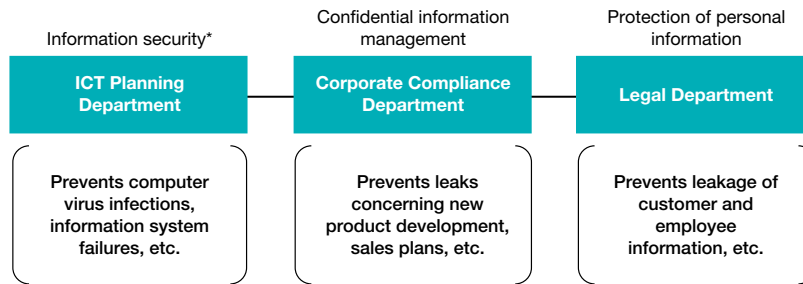 Information security*
ICT Planning
Department
Prevents computer
virus infections,
information system
failures, etc.
Confidential information
management
Corporate Compliance
Department
Prevents leaks
concerning new
product development,
sales plans, etc.
Protection of personal
information
Legal Department
Prevents leakage of
customer and
employee
information, etc.